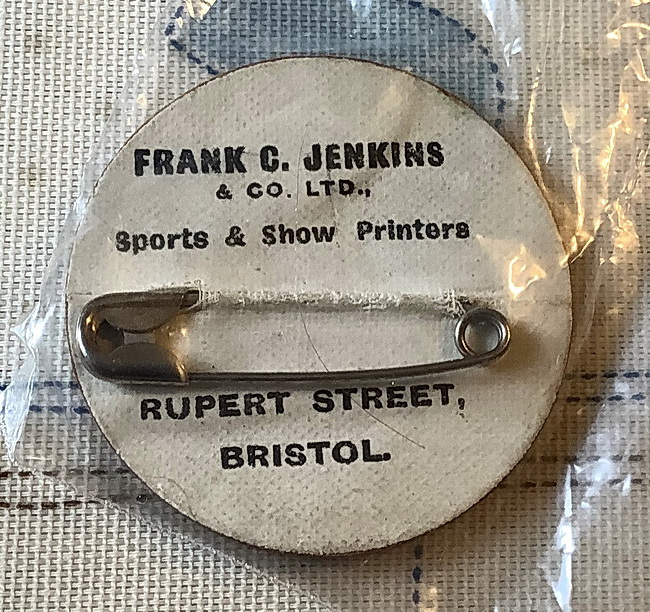 FRANK C. JENKINS
& CO. LTD.,
Sports & Show Printers
RUPERT STREET,
BRISTOL.